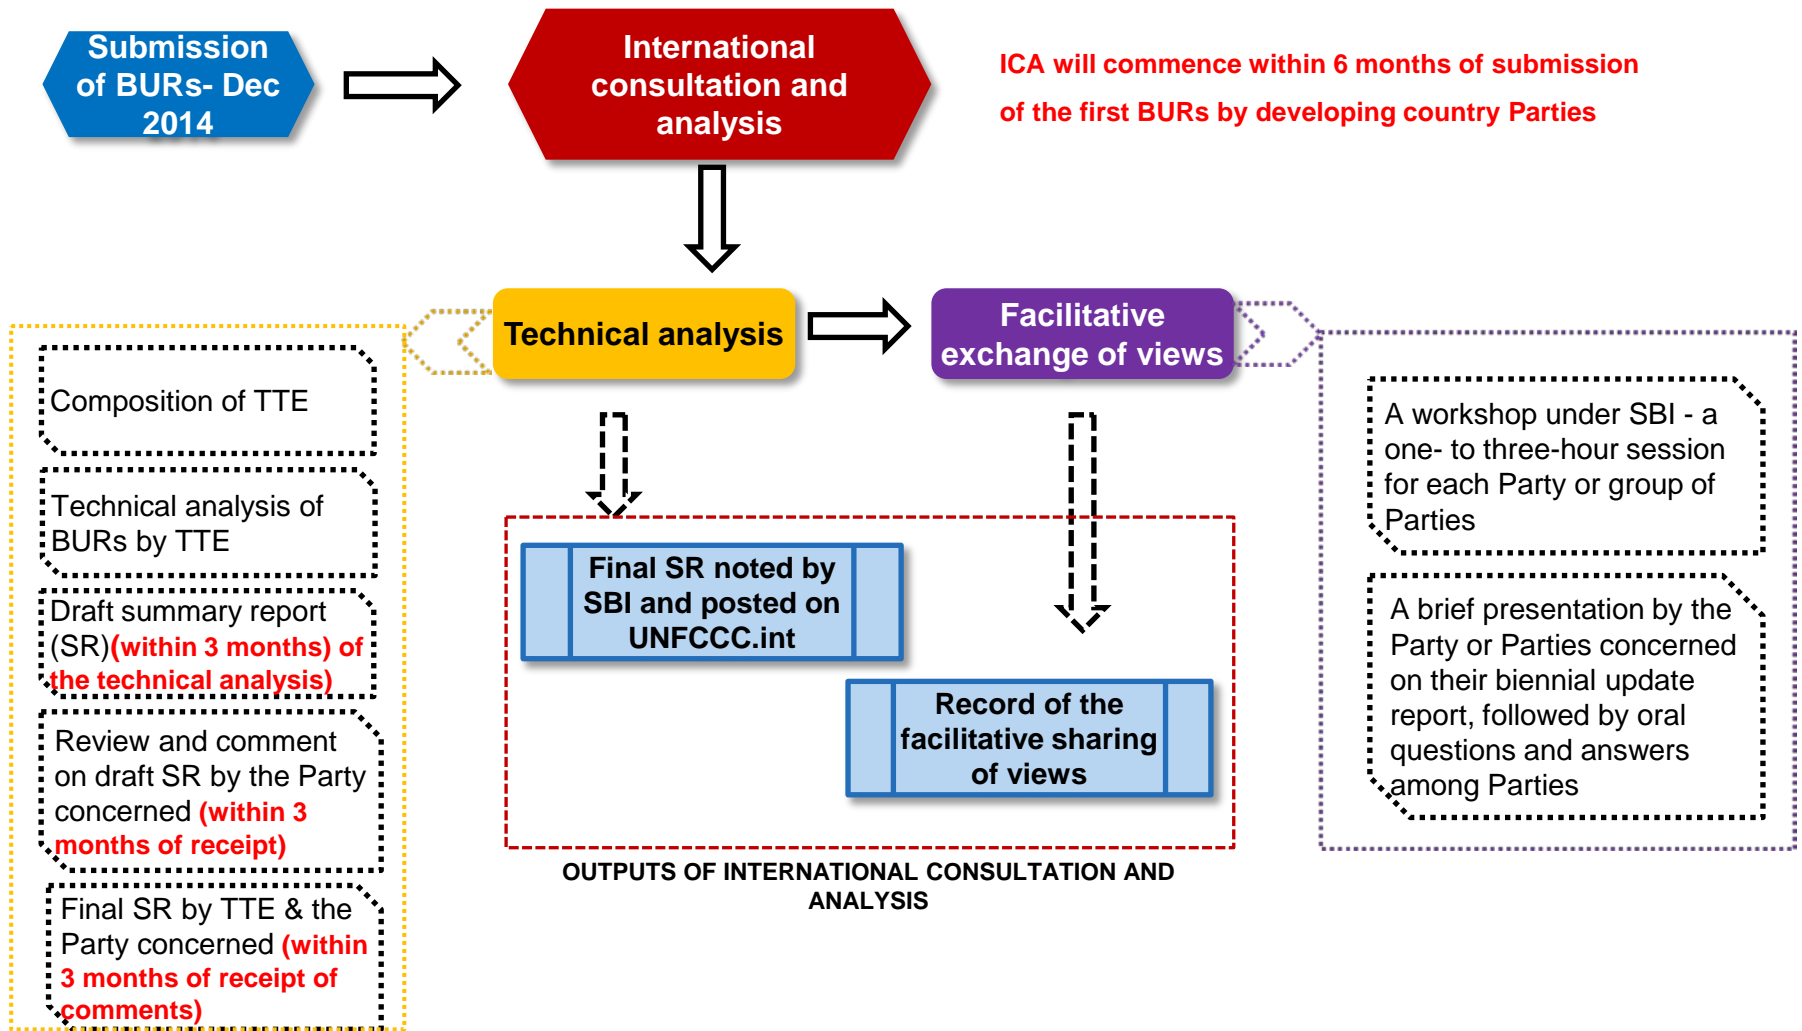 Submission
of BURs- Dec
2014
International
consultation and
analysis
ICA will commence within 6 months of submission
of the first BURs by developing country Parties
Technical analysis
Facilitative
exchange of views
Composition of TTE
Technical analysis of
BURs by TTE
Draft summary report
(SR)(within 3 months) of
the technical analysis)
Review and comment
on draft SR by the Party
concerned (within 3
months of receipt)
Final SR by TTE & the
Party concerned (within
3 months of receipt of
comments)
Final SR noted by
SBI and posted on
UNFCCC.int
Record of the
facilitative sharing
of views
OUTPUTS OF INTERNATIONAL CONSULTATION AND
ANALYSIS
A workshop under SBI - a
one- to three-hour session
for each Party or group of
Parties
A brief presentation by the
Party or Parties concerned
on their biennial update
report, followed by oral
questions and answers
among Parties